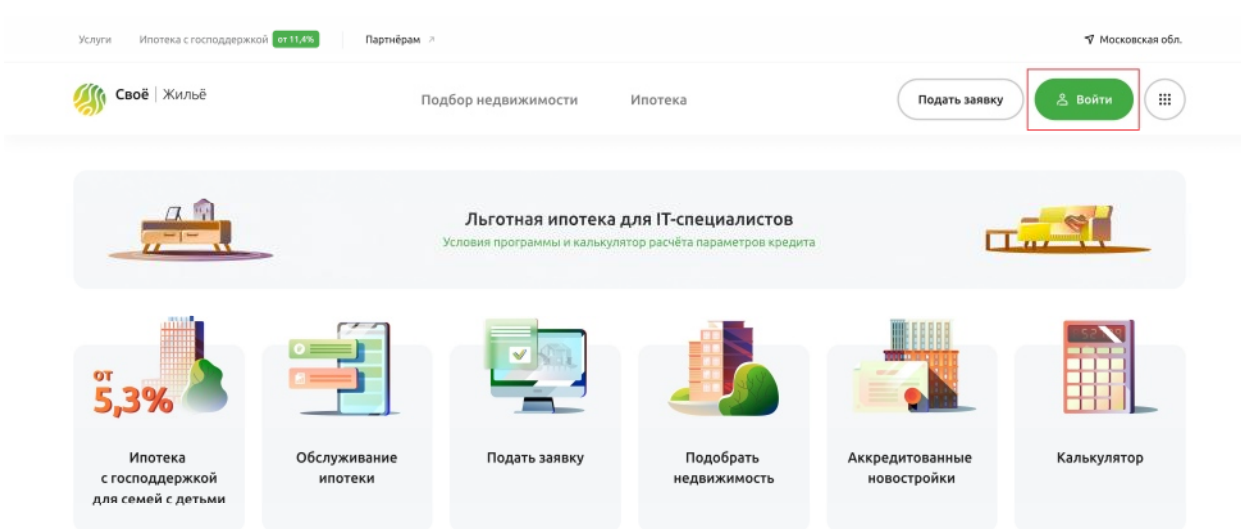 Услуги Ипотека с господдержкой от 11,4% Партнёрам Московская обл.
Своё | Жильё Подбор недвижимости Ипотека Подать заявку Войти
Льготная ипотека для IT-специалистов
Условия программы и калькулятор расчёта параметров кредита
от
5,3%
Ипотека
с господдержкой
для семей с детьми
Обслуживание
ипотеки
Подать заявку
Подобрать
недвижимость
Аккредитованные
новостройки
Калькулятор